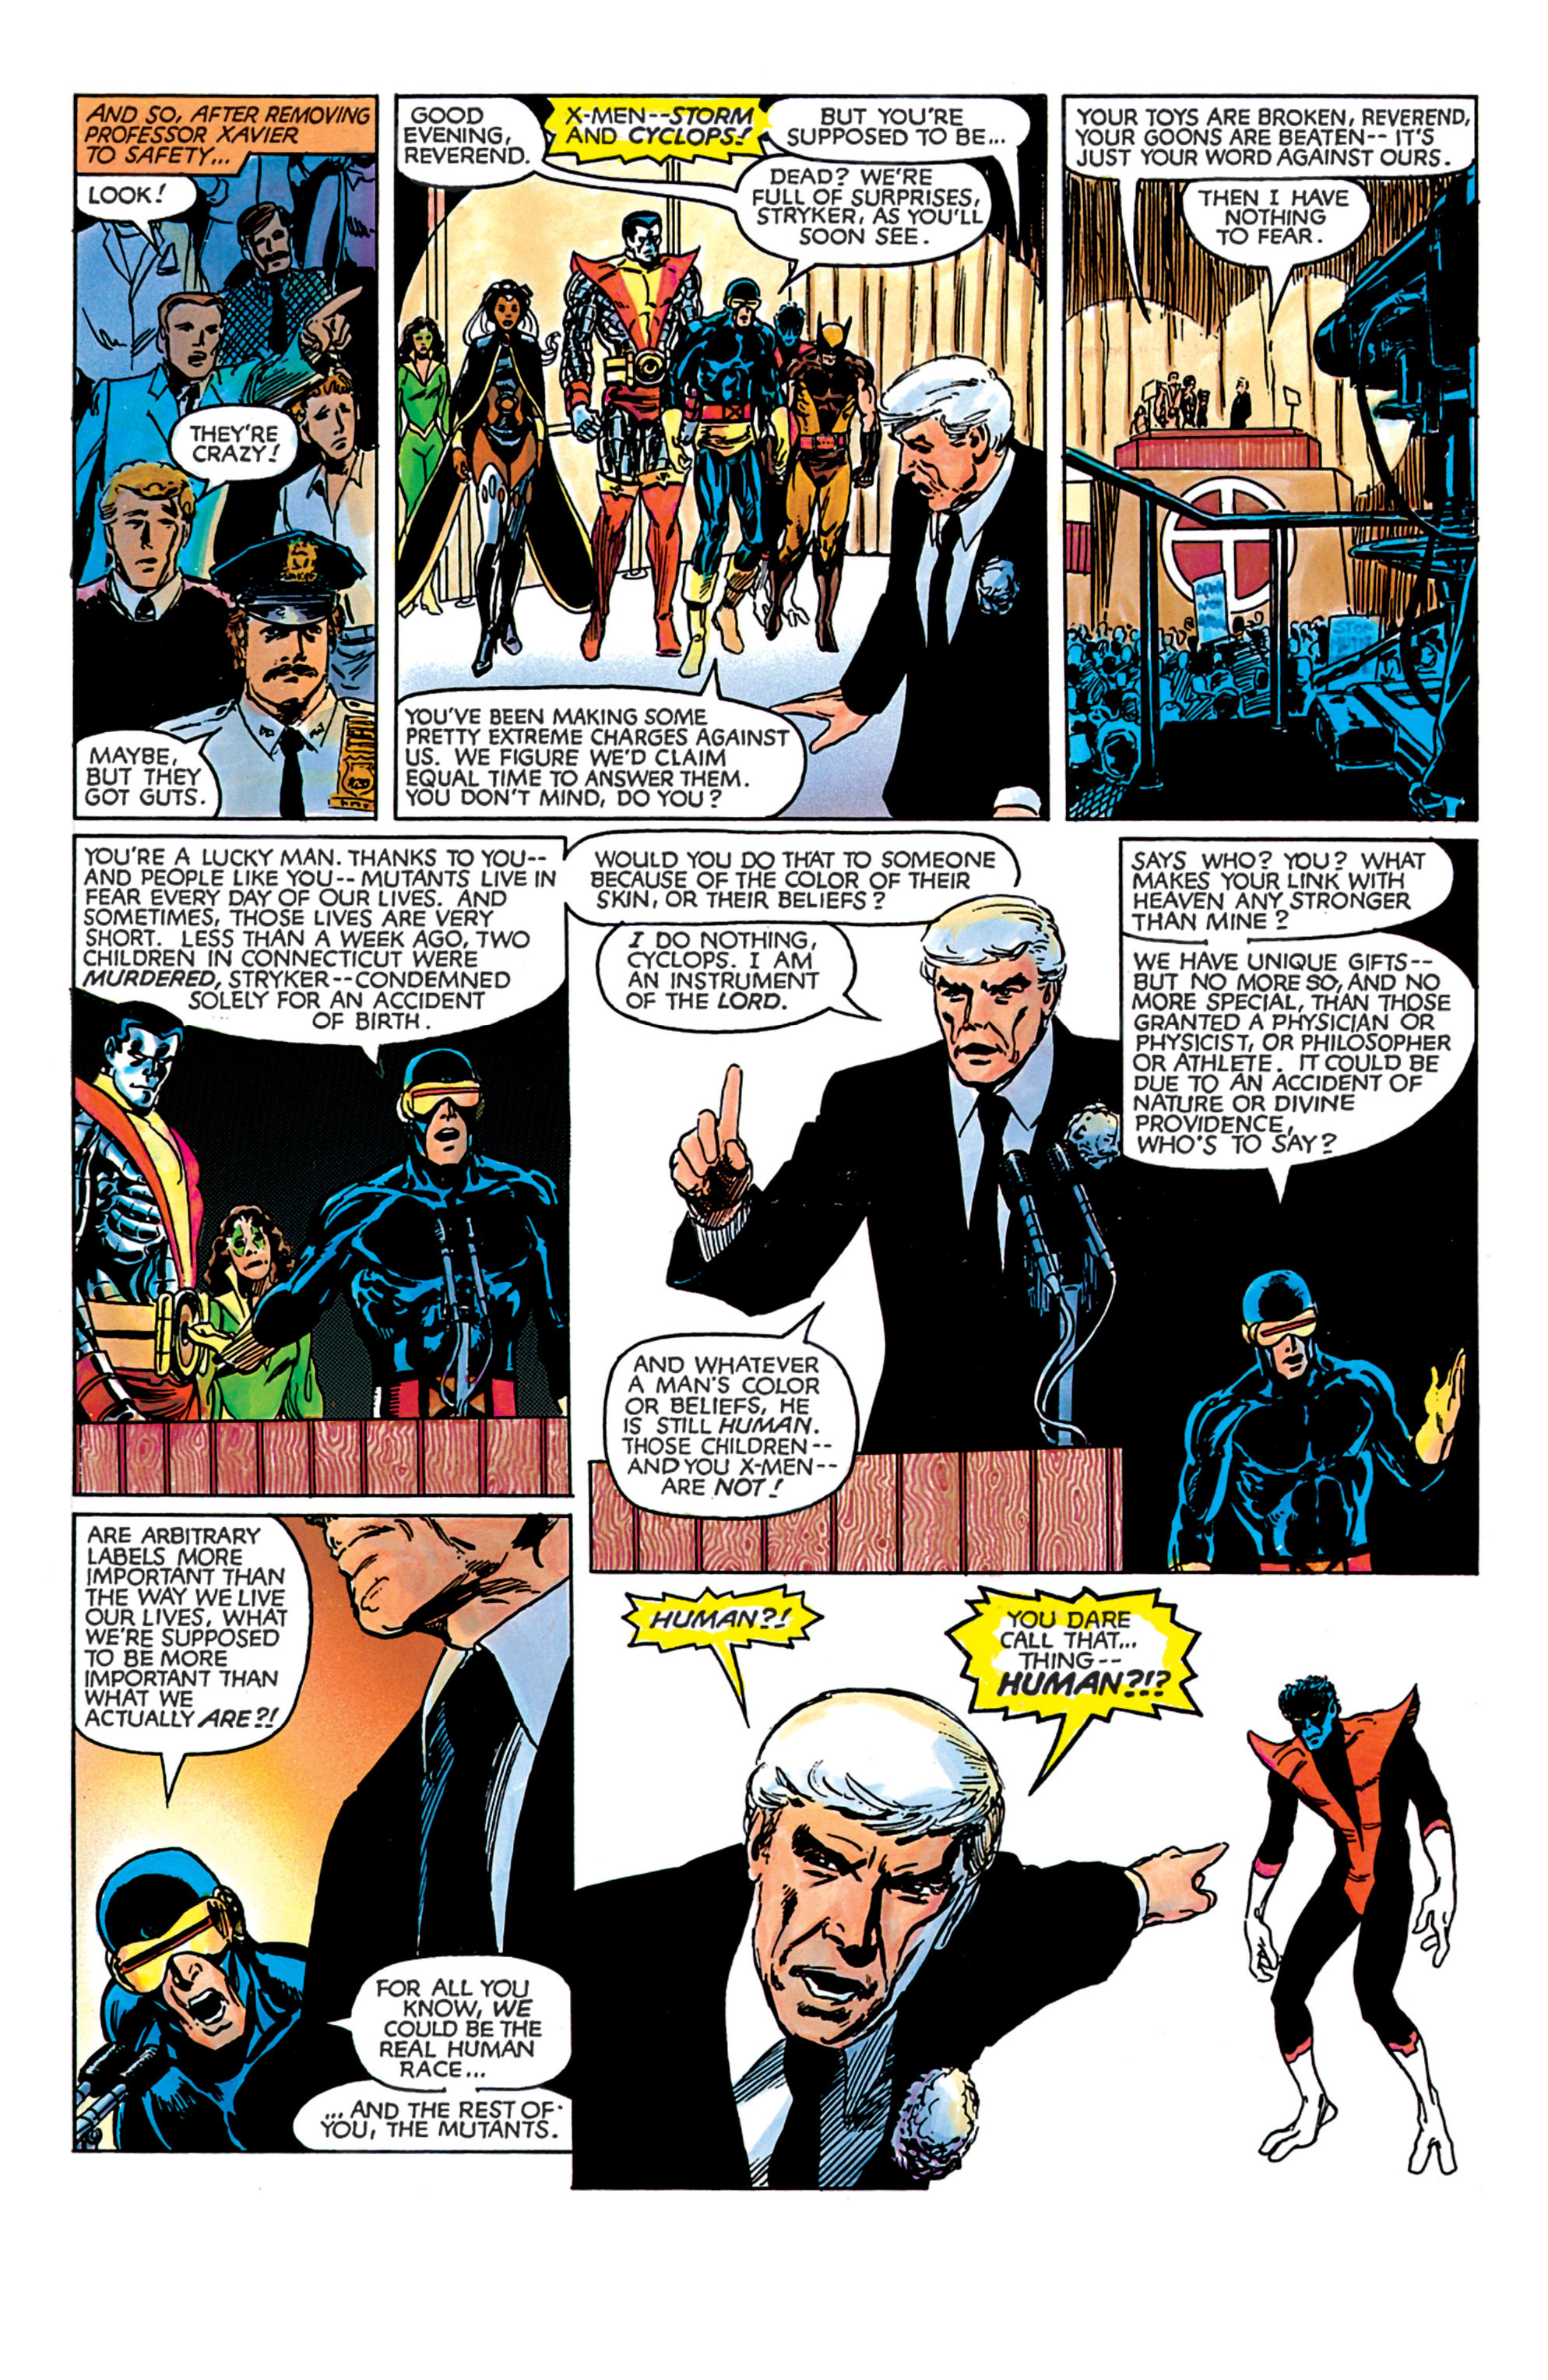 AND SO, AFTER REMOVING
PROFESSOR XAVIER
TO SAFETY...
LOOK!
THEY'RE
CRAZY!
MAYBE,
BUT THEY
GOT GUTS.
GOOD
EVENING,
REVEREND.
X-MEN--STORM
AND CYCLOPS!
BUT YOU'RE
SUPPOSED TO BE...
DEAD? WE'RE
FULL OF SURPRISES,
STRYKER, AS YOU'LL
SOON SEE.
YOU'VE BEEN MAKING SOME
PRETTY EXTREME CHARGES AGAINST
US. WE FIGURE WE'D CLAIM
EQUAL TIME TO ANSWER THEM.
YOU DON'T MIND, DO YOU?
YOUR TOYS ARE BROKEN, REVEREND,
YOUR GOONS ARE BEATEN-- IT'S
JUST YOUR WORD AGAINST OURS.
THEN I HAVE
NOTHING
TO FEAR.
YOU'RE A LUCKY MAN. THANKS TO YOU--
AND PEOPLE LIKE YOU-- MUTANTS LIVE IN
FEAR EVERY DAY OF OUR LIVES. AND
SOMETIMES, THOSE LIVES ARE VERY
SHORT. LESS THAN A WEEK AGO, TWO
CHILDREN IN CONNECTICUT WERE
MURDERED, STRYKER--CONDEMNED
SOLELY FOR AN ACCIDENT
OF BIRTH.
WOULD YOU DO THAT TO SOMEONE
BECAUSE OF THE COLOR OF THEIR
SKIN, OR THEIR BELIEFS?
I DO NOTHING,
CYCLOPS. I AM
AN INSTRUMENT
OF THE LORD.
AND WHATEVER
A MAN'S COLOR
OR BELIEFS, HE
IS STILL HUMAN.
THOSE CHILDREN--
AND YOU X-MEN--
ARE NOT!
SAYS WHO? YOU? WHAT
MAKES YOUR LINK WITH
HEAVEN ANY STRONGER
THAN MINE?
WE HAVE UNIQUE GIFTS--
BUT NO MORE SO, AND NO
MORE SPECIAL, THAN THOSE
GRANTED A PHYSICIAN OR
PHYSICIST, OR PHILOSOPHER
OR ATHLETE. IT COULD BE
DUE TO AN ACCIDENT OF
NATURE OR DIVINE
PROVIDENCE,
WHO'S TO SAY?
ARE ARBITRARY
LABELS MORE
IMPORTANT THAN
THE WAY WE LIVE
OUR LIVES, WHAT
WE'RE SUPPOSED
TO BE MORE
IMPORTANT THAN
WHAT WE
ACTUALLY ARE?!
FOR ALL YOU
KNOW, WE
COULD BE THE
REAL HUMAN
RACE...
... AND THE REST OF
YOU, THE MUTANTS.
HUMAN?!
YOU DARE
CALL THAT...
THING--
HUMAN?!?